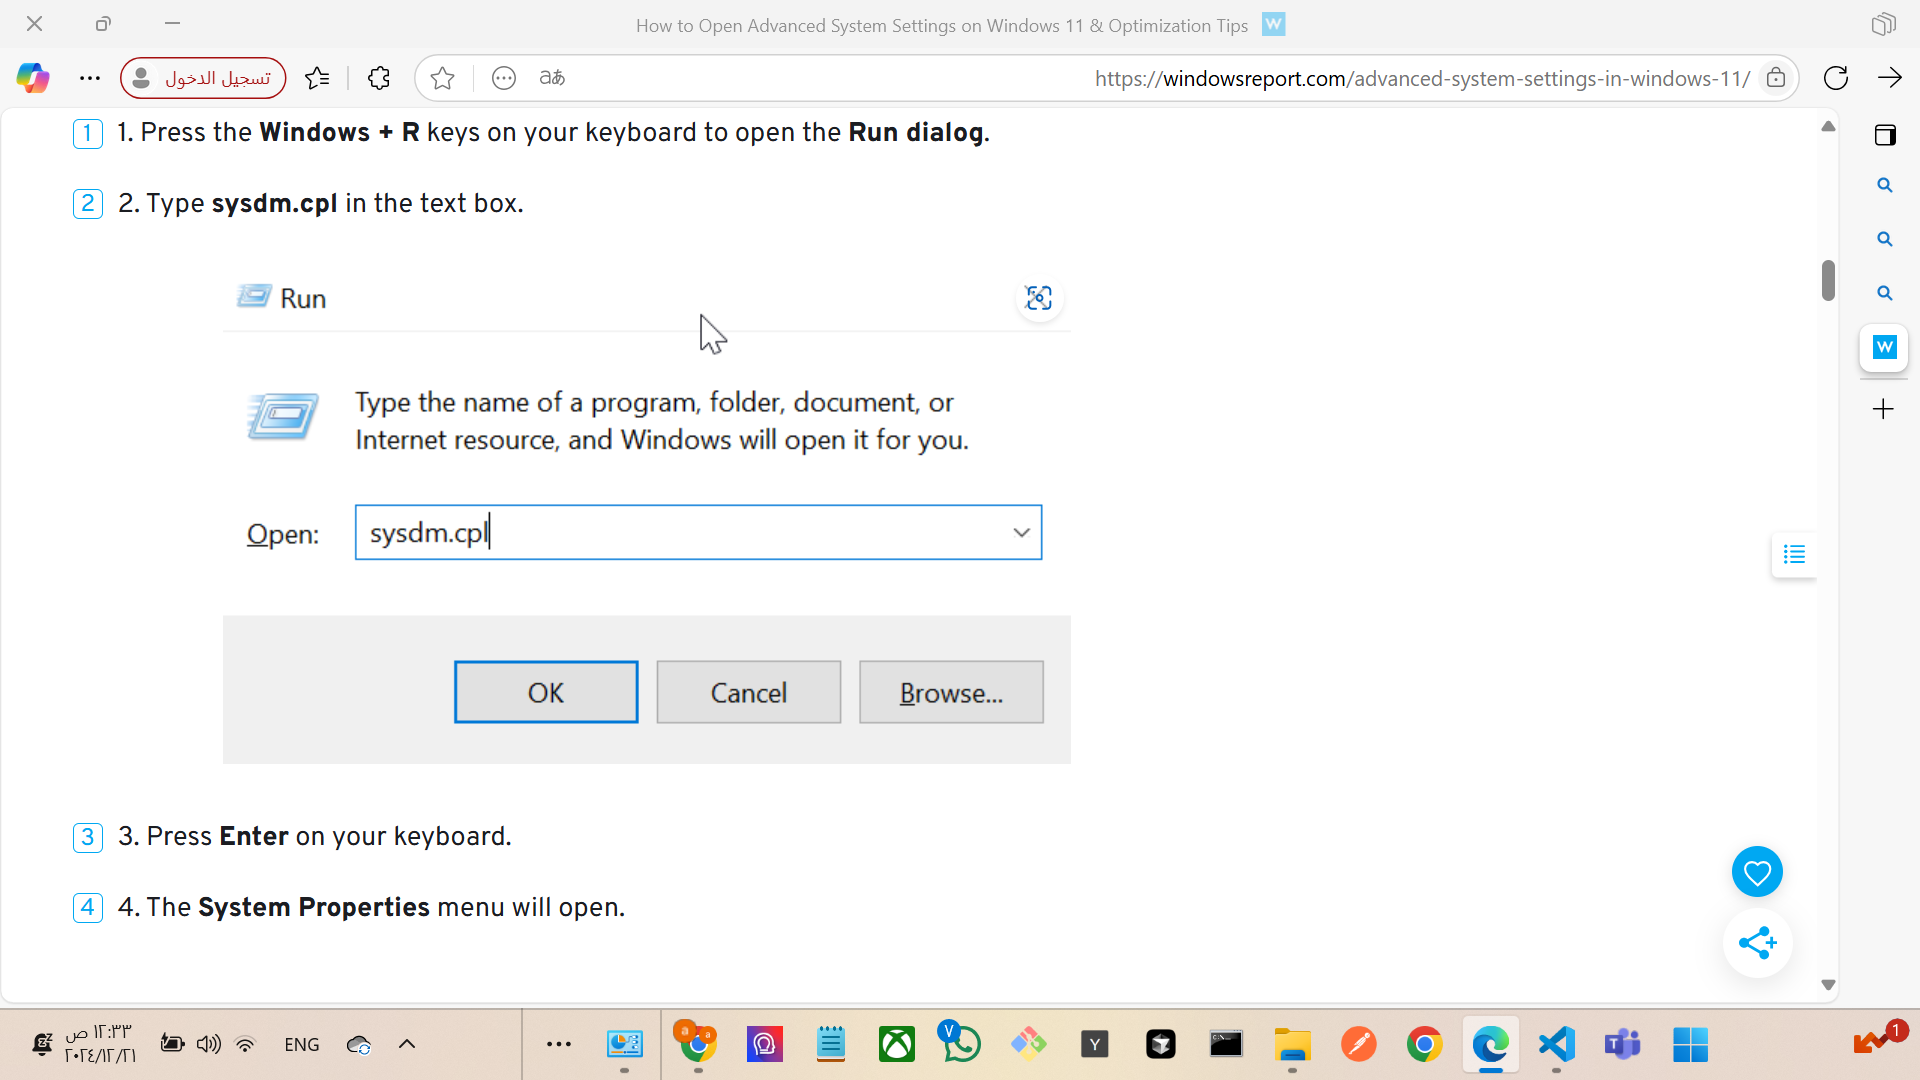 How to Open Advanced System Settings on Windows 11 & Optimization Tips W
تسجيل الدخول
aあ
https://windowsreport.com/advanced-system-settings-in-windows-11/
1 1. Press the Windows + R keys on your keyboard to open the Run dialog.
2 2. Type sysdm.cpl in the text box.
Run
Type the name of a program, folder, document, or
Internet resource, and Windows will open it for you.
Open: sysdm.cpl
OK Cancel Browse...
3 3. Press Enter on your keyboard.
4 4. The System Properties menu will open.
W
١٢:٣٣ ص
٢٠٢٤/١٢/٢١
ENG
a a
V
Y
C:\
T
1